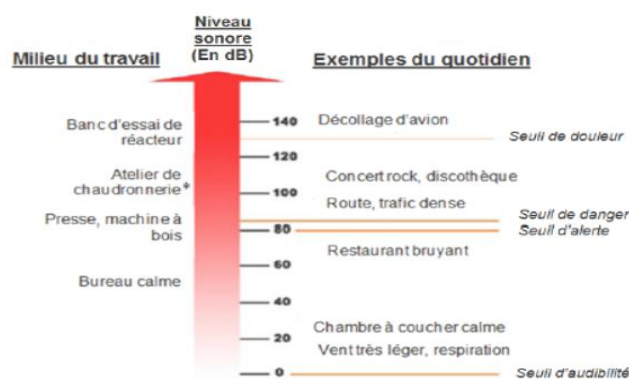 Niveau
sonore
(En dB)
Milieu du travail
Exemples du quotidien
140
Décollage d'avion
Banc d'essai de
réacteur
Seuil de douleur
120
Atelier de
chaudronnerie*
Concert rock, discothèque
100
Route, trafic dense
Presse, machine à
bois
Seuil de danger
80
Seuil d'alerte
Restaurant bruyant
60
Bureau calme
40
Chambre à coucher calme
20
Vent très léger, respiration
0
Seuil d'audibilité